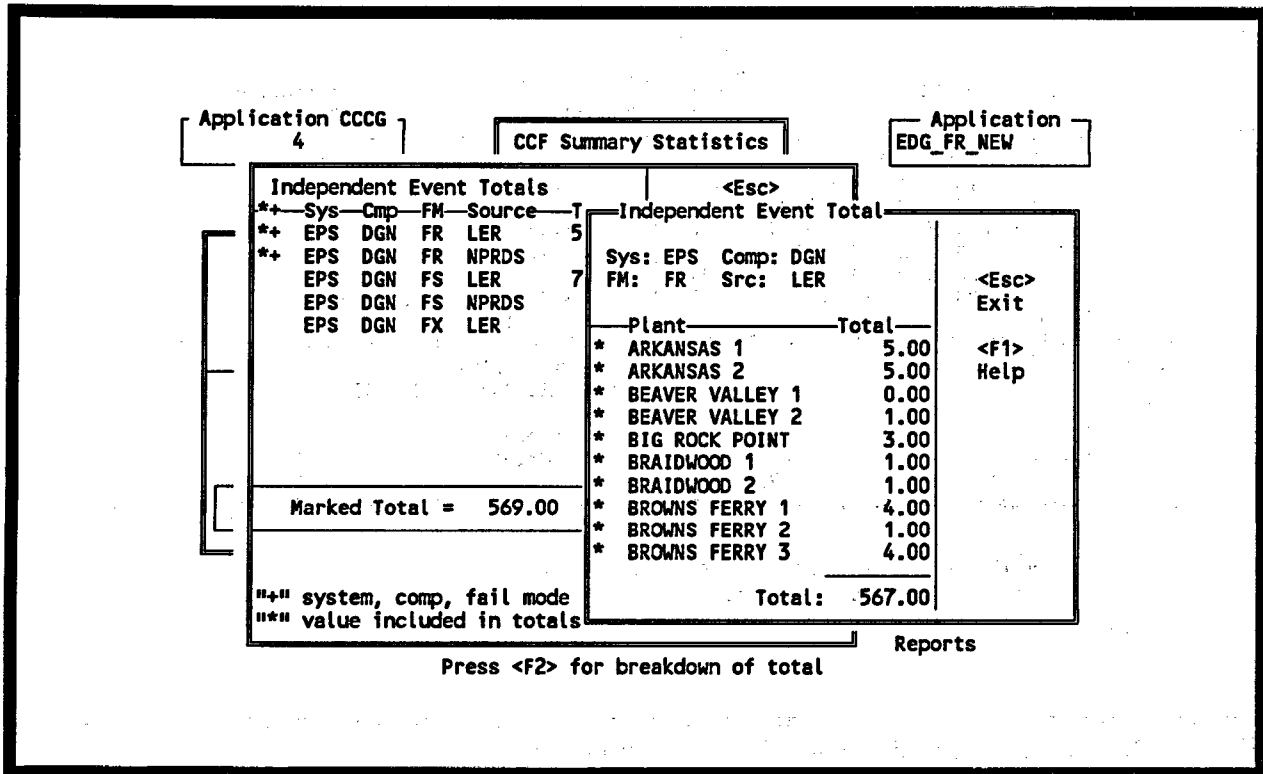 Application CCCG
4
CCF Summary Statistics
Application
EDG_FR_NEW
Independent Event Totals
<Esc>
*+ Sys Cmp FM Source T
*+ EPS DGN FR LER 5
*+ EPS DGN FR NPRDS
EPS DGN FS LER 7
EPS DGN FS NPRDS
EPS DGN FX LER
Marked Total = 569.00
"+" system, comp, fail mode
"*" value included in totals
Independent Event Total
Sys: EPS Comp: DGN
FM: FR Src: LER
Plant Total
* ARKANSAS 1 5.00
* ARKANSAS 2 5.00
* BEAVER VALLEY 1 0.00
* BEAVER VALLEY 2 1.00
* BIG ROCK POINT 3.00
* BRAIDWOOD 1 1.00
* BRAIDWOOD 2 1.00
* BROWNS FERRY 1 4.00
* BROWNS FERRY 2 1.00
* BROWNS FERRY 3 4.00
Total: 567.00
<Esc>
Exit
<F1>
Help
Reports
Press <F2> for breakdown of total